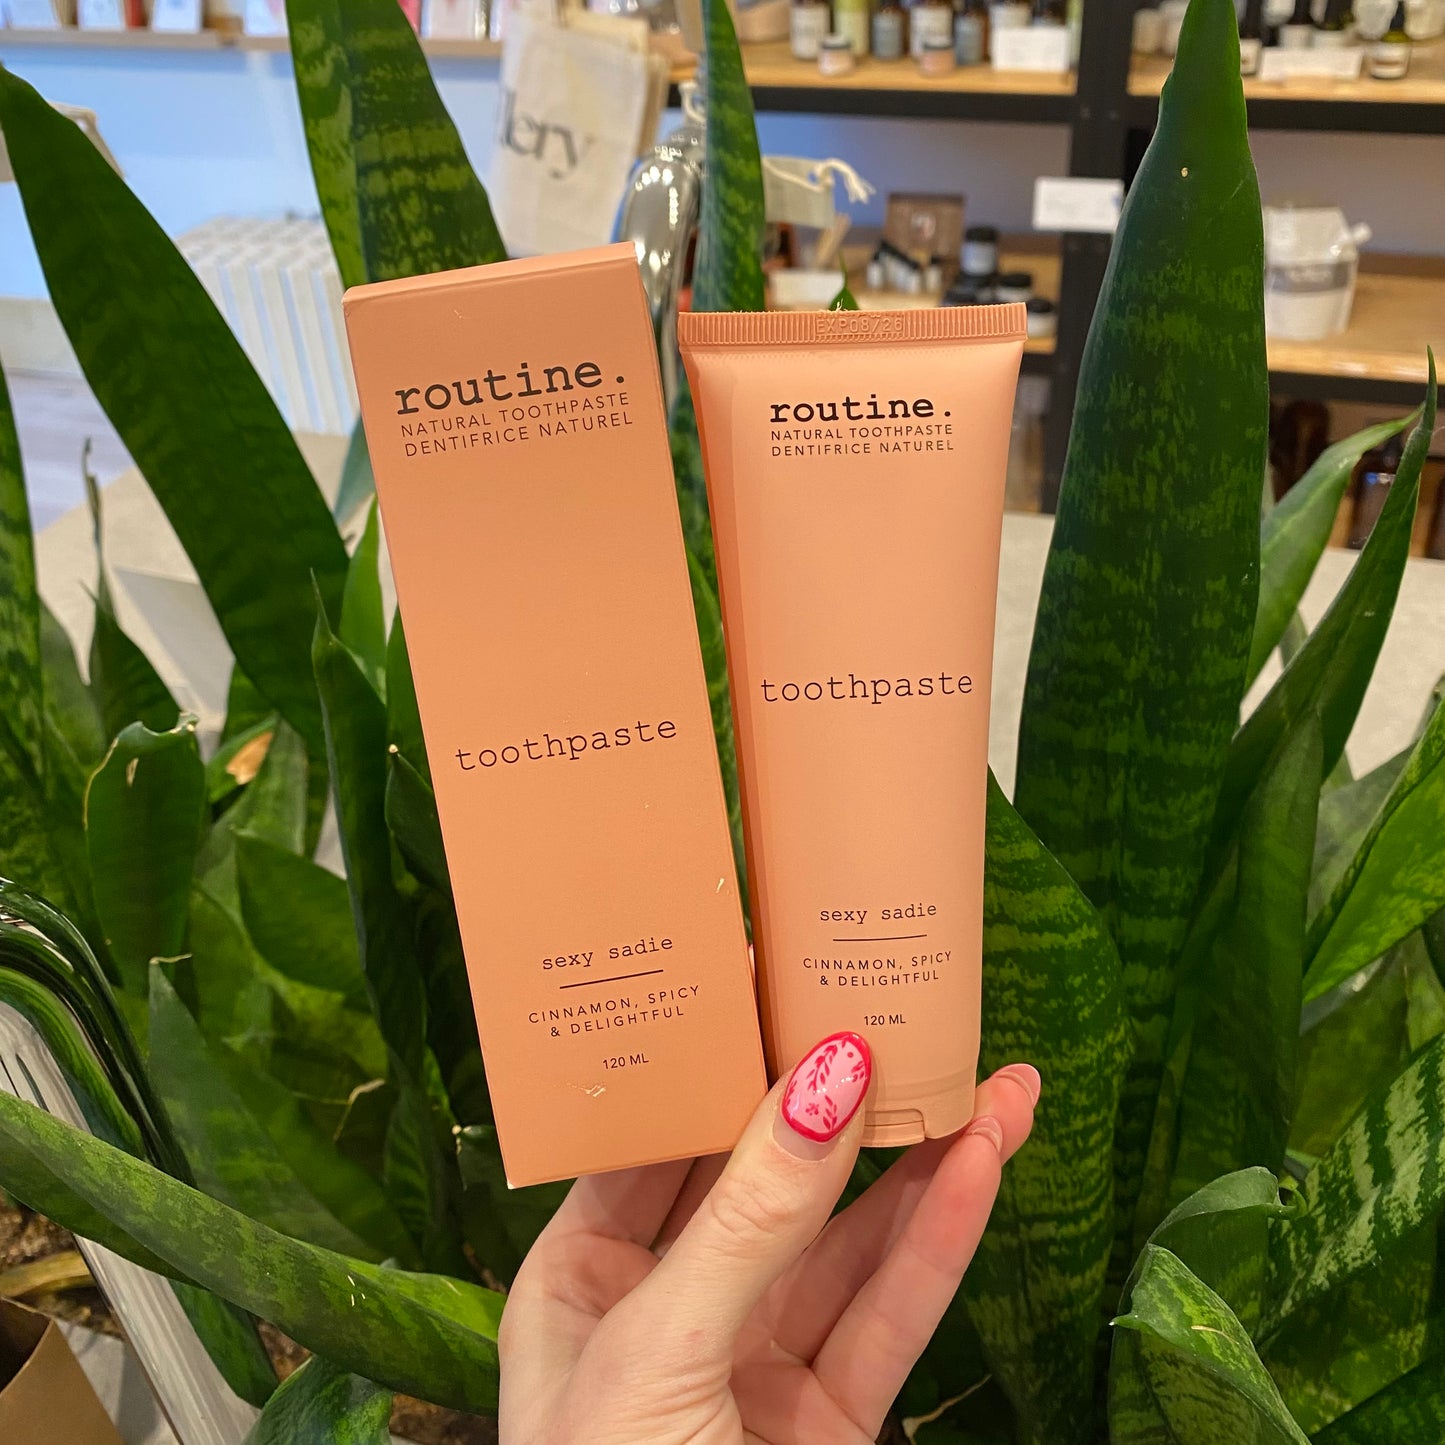 lery
routine.
NATURAL TOOTHPASTE
DENTIFRICE NATUREL
toothpaste
sexy sadie
CINNAMON, SPICY
& DELIGHTFUL
120 ML
EXP08/26
routine.
NATURAL TOOTHPASTE
DENTIFRICE NATUREL
toothpaste
sexy sadie
CINNAMON, SPICY
& DELIGHTFUL
120 ML